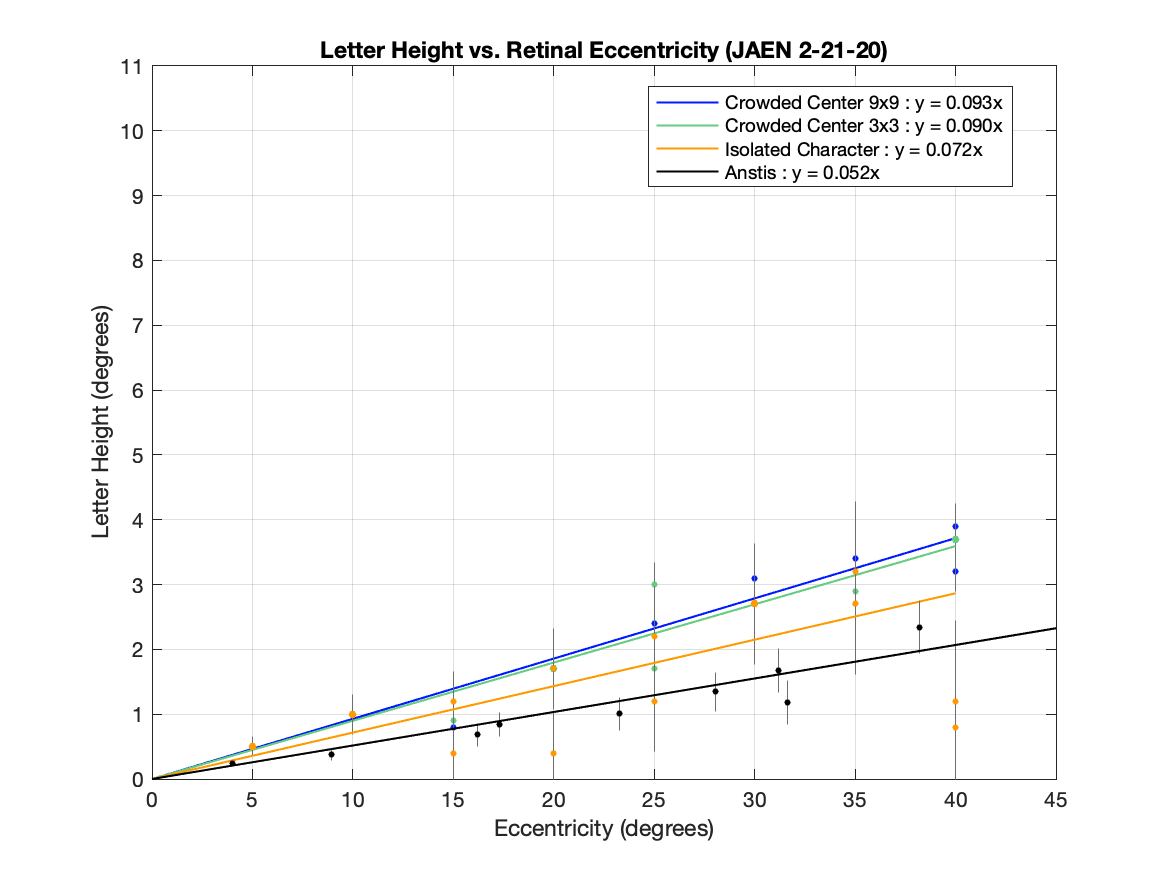 Letter Height vs. Retinal Eccentricity (JAEN 2-21-20)
11
10
9
8
7
6
5
4
3
2
1
0
Letter Height (degrees)
Crowded Center 9x9 : y = 0.093x
Crowded Center 3x3 : y = 0.090x
Isolated Character : y = 0.072x
Anstis : y = 0.052x
0 5 10 15 20 25 30 35 40 45
Eccentricity (degrees)